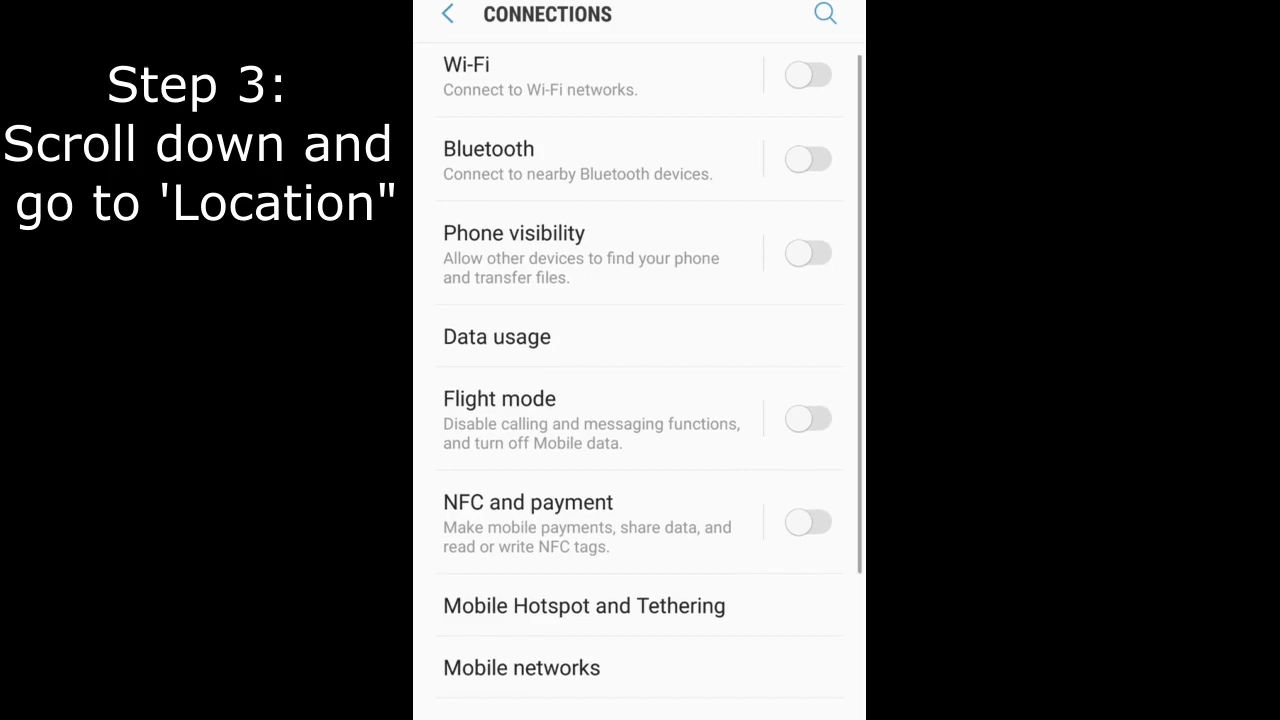 Step 3:
Scroll down and
go to 'Location"
CONNECTIONS
Wi-Fi
Connect to Wi-Fi networks.
Bluetooth
Connect to nearby Bluetooth devices.
Phone visibility
Allow other devices to find your phone
and transfer files.
Data usage
Flight mode
Disable calling and messaging functions,
and turn off Mobile data.
NFC and payment
Make mobile payments, share data, and
read or write NFC tags.
Mobile Hotspot and Tethering
Mobile networks